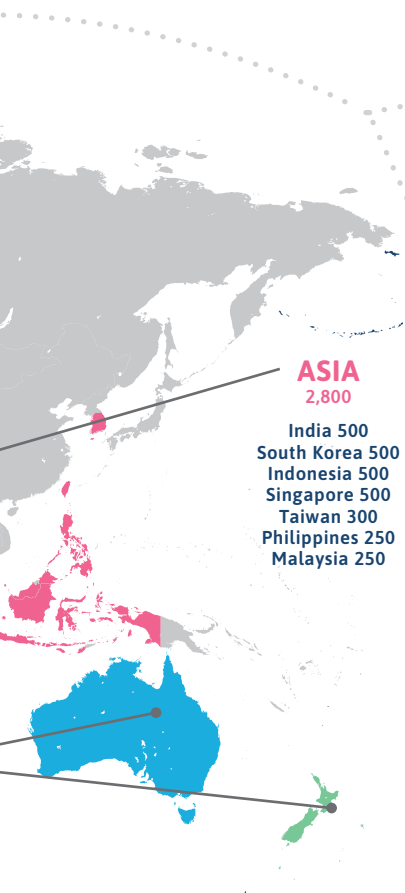 ASIA
2,800
India 500
South Korea 500
Indonesia 500
Singapore 500
Taiwan 300
Philippines 250
Malaysia 250